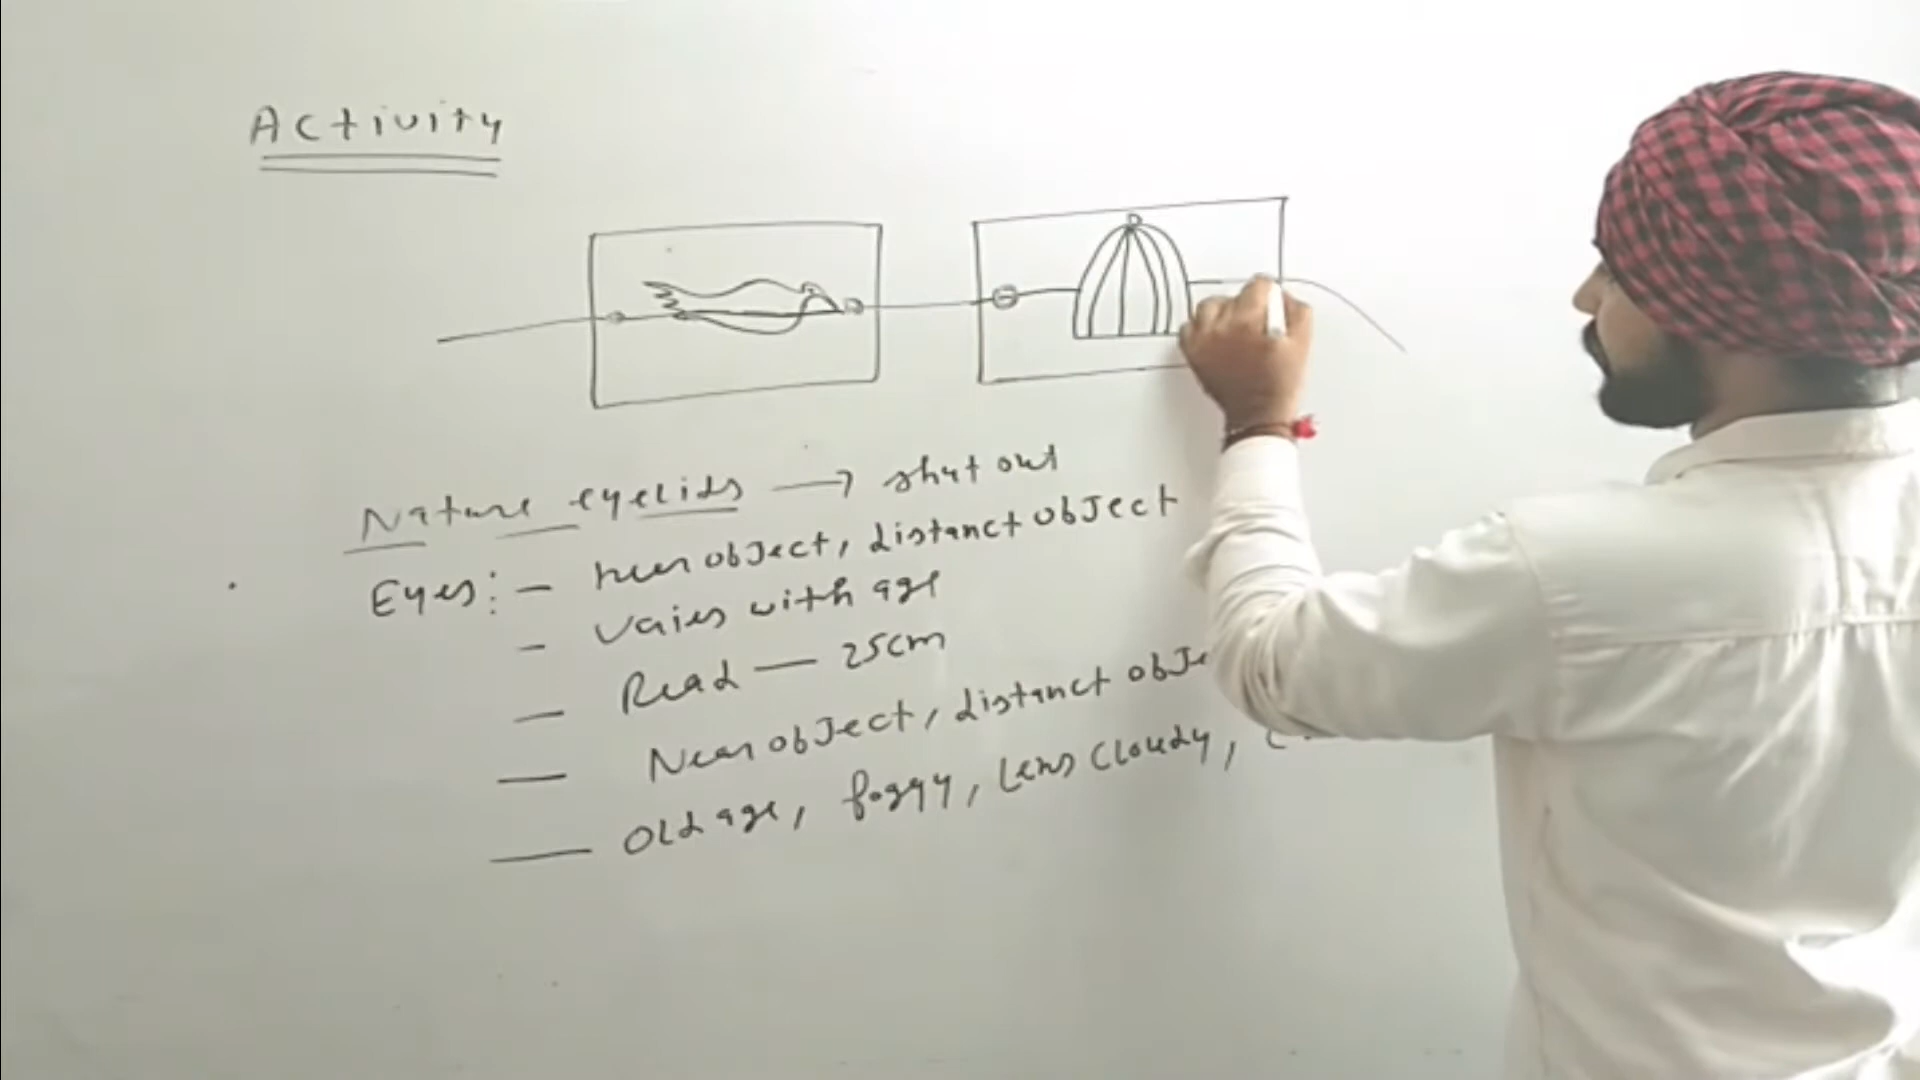 Activity
Nature eyelids → shut out
Eyes:- near object, distanct object
- varies with age
- Read — 25cm
- Near object, distanct
- Old age, foggy, Lens cloudy,